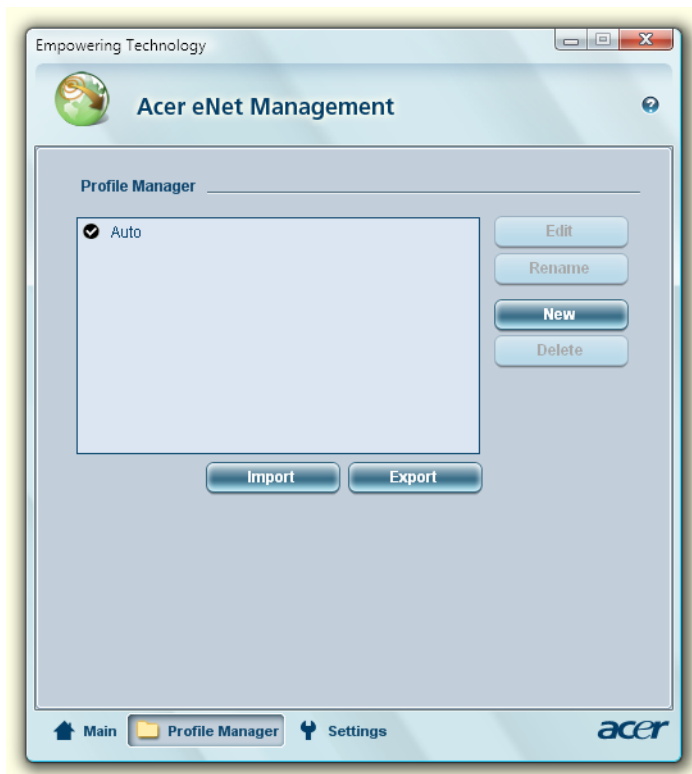 Empowering Technology
Acer eNet Management
Profile Manager
Auto
Edit
Rename
New
Delete
Import Export
Main Profile Manager Settings acer